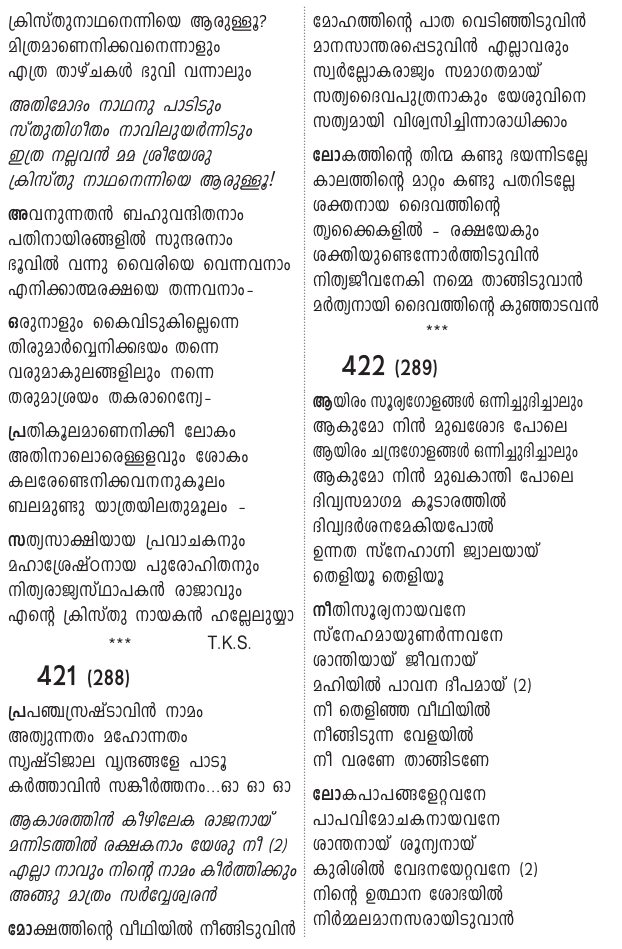 ക്രിസ്തുനാഥനെന്നിയെ ആരുള്ളൂ?
മിത്രമാണെനിക്കവനെന്നാളും
എത്ര താഴ്ചകൾ ഭുവി വന്നാലും
അതിമോദം നാഥനു പാടിടും
സ്തുതിഗീതം നാവിലുയർന്നിടും
ഇത്ര നല്ലവൻ മമ ശ്രീയേശു
ക്രിസ്തു നാഥനെന്നിയെ ആരുള്ളൂ!
അവനുന്നതൻ ബഹുവന്ദിതനാം
പതിനായിരങ്ങളിൽ സുന്ദരനാം
ഭൂവിൽ വന്നു വൈരിയെ വെന്നവനാം
എനിക്കാത്മരക്ഷയെ തന്നവനാം-
ഒരുനാളും കൈവിടുകില്ലെന്നെ
തിരുമാർവ്വെനിക്കഭയം തന്നെ
വരുമാകുലങ്ങളിലും നന്നെ
തരുമാശ്രയം തകരാറെന്യേ-
പ്രതികൂലമാണെനിക്കീ ലോകം
അതിനാലൊരെള്ളളവും ശോകം
കലരേണ്ടെനിക്കവനനുകൂലം
ബലമുണ്ടു യാത്രയിലതുമൂലം -
സത്യസാക്ഷിയായ പ്രവാചകനും
മഹാശ്രേഷ്ഠനായ പുരോഹിതനും
നിത്യരാജ്യസ്ഥാപകൻ രാജാവും
എന്റെ ക്രിസ്തു നായകൻ ഹല്ലേലുയ്യാ
*** T.K.S.
421 (288)
പ്രപഞ്ചസ്രഷ്ടാവിൻ നാമം
അത്യുന്നതം മഹോന്നതം
സൃഷ്ടിജാല വൃന്ദങ്ങളേ പാടൂ
കർത്താവിൻ സങ്കീർത്തനം...ഓ ഓ ഓ
ആകാശത്തിൻ കീഴിലേക രാജനായ്
മന്നിടത്തിൽ രക്ഷകനാം യേശു നീ (2)
എല്ലാ നാവും നിന്റെ നാമം കീർത്തിക്കും
അങ്ങു മാത്രം സർവ്വേശ്വരൻ
മോക്ഷത്തിന്റെ വീഥിയിൽ നീങ്ങിടുവിൻ
മോഹത്തിന്റെ പാത വെടിഞ്ഞിടുവിൻ
മാനസാന്തരപ്പെടുവിൻ എല്ലാവരും
സ്വർല്ലോകരാജ്യം സമാഗതമായ്
സത്യദൈവപുത്രനാകും യേശുവിനെ
സത്യമായി വിശ്വസിച്ചിന്നാരാധിക്കാം
ലോകത്തിന്റെ തിന്മ കണ്ടു ഭയന്നിടല്ലേ
കാലത്തിന്റെ മാറ്റം കണ്ടു പതറിടല്ലേ
ശക്തനായ ദൈവത്തിന്റെ
തൃക്കൈകളിൽ - രക്ഷയേകും
ശക്തിയുണ്ടെന്നോർത്തിടുവിൻ
നിത്യജീവനേകി നമ്മെ താങ്ങിടുവാൻ
മർത്യനായി ദൈവത്തിന്റെ കുഞ്ഞാടവൻ
***
422 (289)
ആയിരം സൂര്യഗോളങ്ങൾ ഒന്നിച്ചുദിച്ചാലും
ആകുമോ നിൻ മുഖശോഭ പോലെ
ആയിരം ചന്ദ്രഗോളങ്ങൾ ഒന്നിച്ചുദിച്ചാലും
ആകുമോ നിൻ മുഖകാന്തി പോലെ
ദിവ്യസമാഗമ കൂടാരത്തിൽ
ദിവ്യദർശനമേകിയപോൽ
ഉന്നത സ്നേഹാഗ്നി ജ്വാലയായ്
തെളിയൂ തെളിയൂ
നീതിസൂര്യനായവനേ
സ്നേഹമായുണർന്നവനേ
ശാന്തിയായ് ജീവനായ്
മഹിയിൽ പാവന ദീപമായ് (2)
നീ തെളിഞ്ഞ വീഥിയിൽ
നീങ്ങിടുന്ന വേളയിൽ
നീ വരണേ താങ്ങിടണേ
ലോകപാപങ്ങളേറ്റവനേ
പാപവിമോചകനായവനേ
ശാന്തനായ് ശൂന്യനായ്
കുരിശിൽ വേദനയേറ്റവനേ (2)
നിന്റെ ഉത്ഥാന ശോഭയിൽ
നിർമ്മലമാനസരായിടുവാൻ